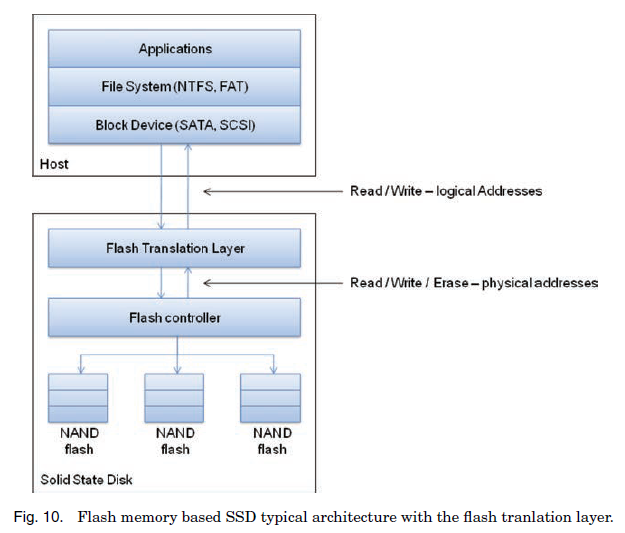 Applications
File System (NTFS, FAT)
Block Device (SATA, SCSI)
Host
Read / Write – logical Addresses
Flash Translation Layer
Read / Write / Erase – physical addresses
Flash controller
NAND flash
NAND flash
NAND flash
Solid State Disk
Fig. 10. Flash memory based SSD typical architecture with the flash tranlation layer.